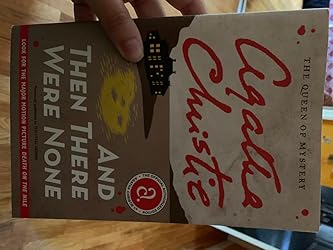 THE QUEEN OF MYSTERY
Agatha
Christie
AND
THEN THERE
WERE NONE
LOOK FOR THE MAJOR MOTION PICTURE DEATH ON THE NILE